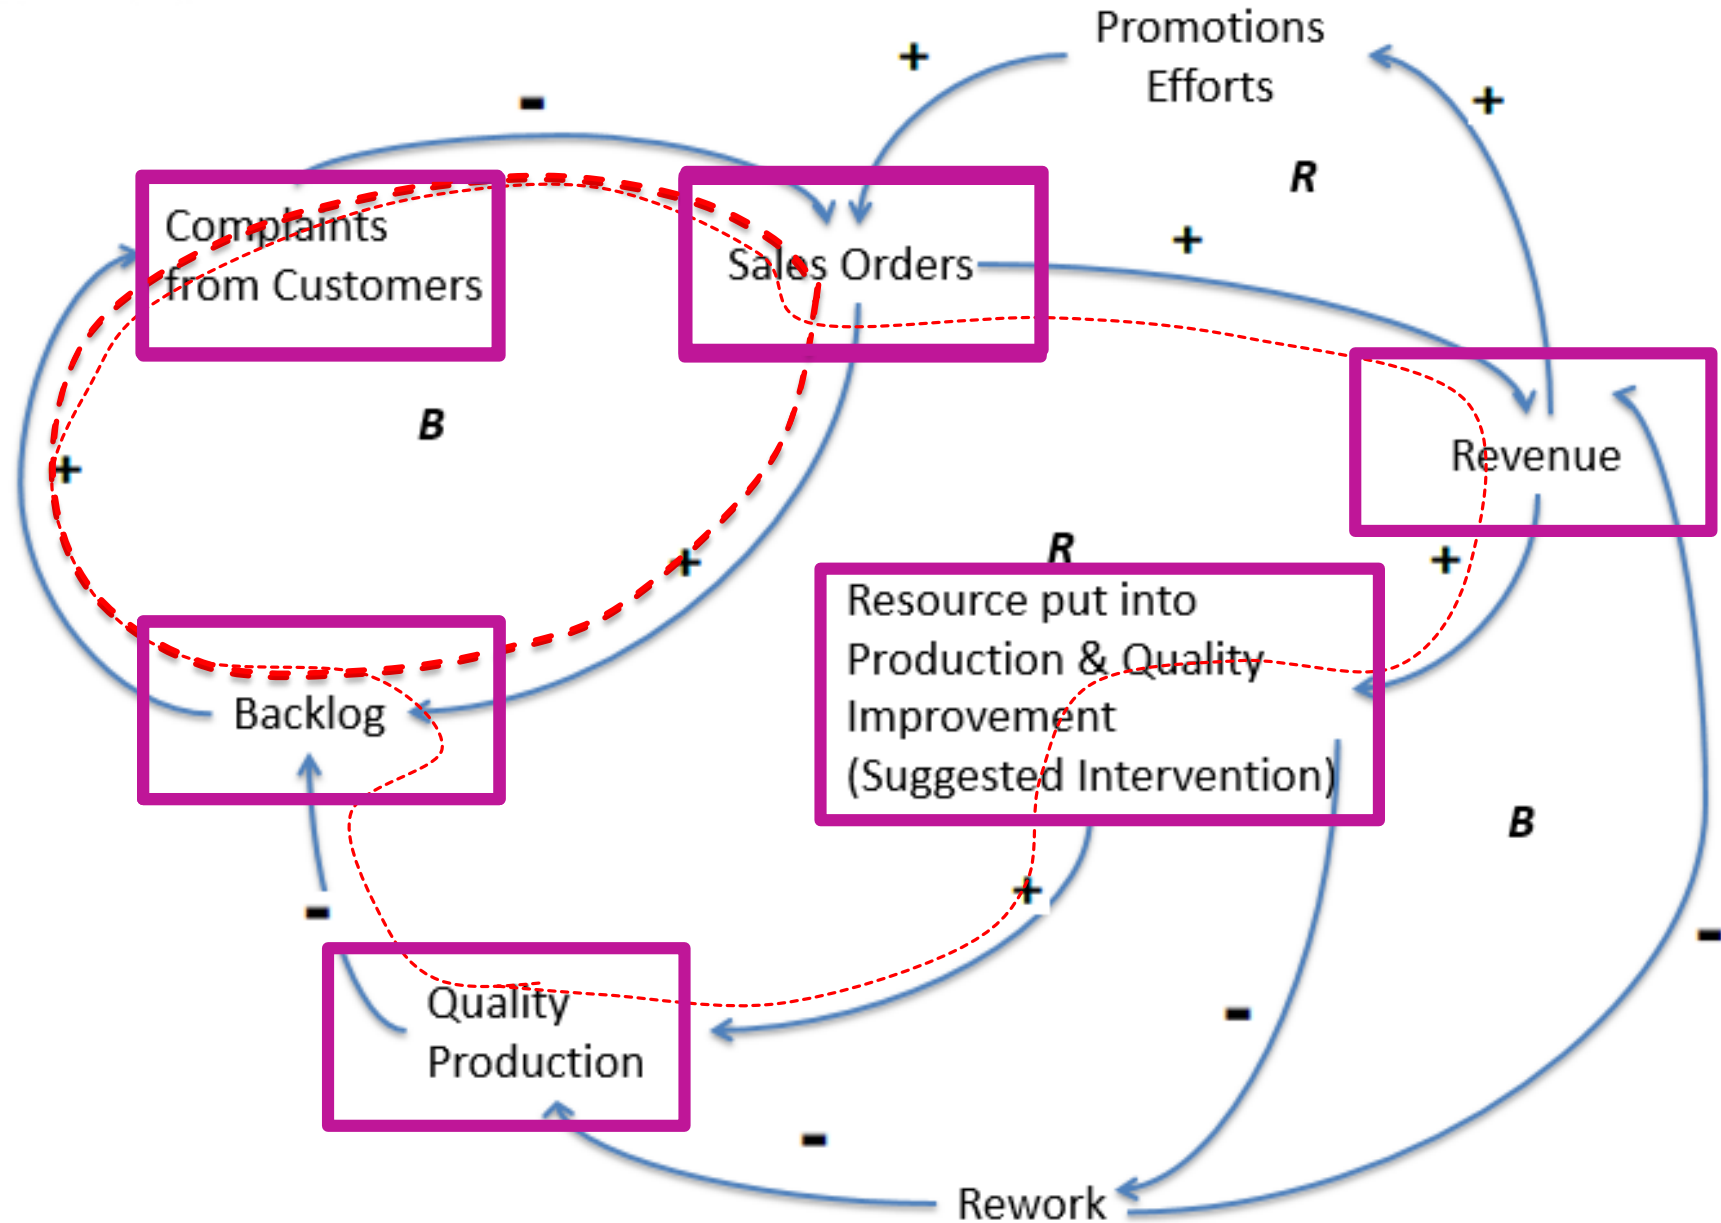 Promotions
Efforts
+
+
-
R
Complaints
from Customers
Sales Orders
+
B
+
Revenue
+
R
+
Resource put into
Production & Quality
Improvement
(Suggested Intervention)
Backlog
B
+
-
-
Quality
Production
-
-
Rework